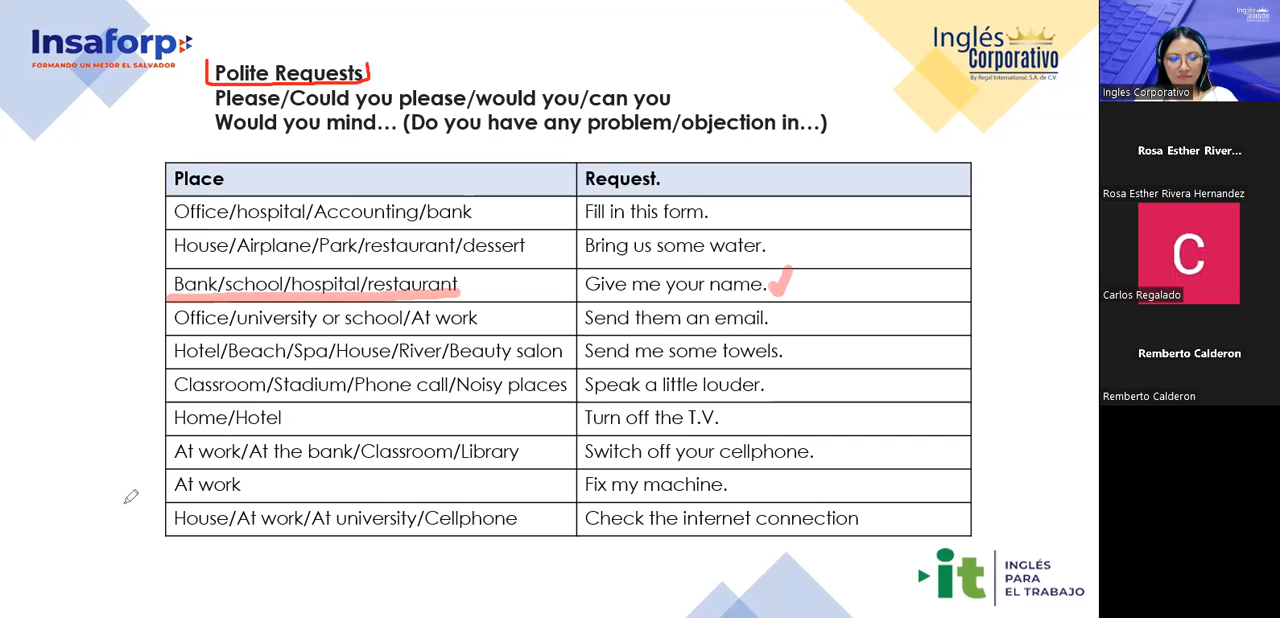 Insaforp
FORMANDO UN MEJOR EL SALVADOR
Inglés
Corporativo
By Regal International, S.A. de C.V.
Polite Requests
Please/Could you please/would you/can you
Would you mind... (Do you have any problem/objection in...)
Place Request.
Office/hospital/Accounting/bank Fill in this form.
House/Airplane/Park/restaurant/dessert Bring us some water.
Bank/school/hospital/restaurant Give me your name.
Office/university or school/At work Send them an email.
Hotel/Beach/Spa/House/River/Beauty salon Send me some towels.
Classroom/Stadium/Phone call/Noisy places Speak a little louder.
Home/Hotel Turn off the T.V.
At work/At the bank/Classroom/Library Switch off your cellphone.
At work Fix my machine.
House/At work/At university/Cellphone Check the internet connection
it
INGLÉS
PARA
EL TRABAJO
Inglés
Corporativo
Ingles Corporativo
Rosa Esther River...
Rosa Esther Rivera Hernandez
C
Carlos Regalado
Remberto Calderon
Remberto Calderon